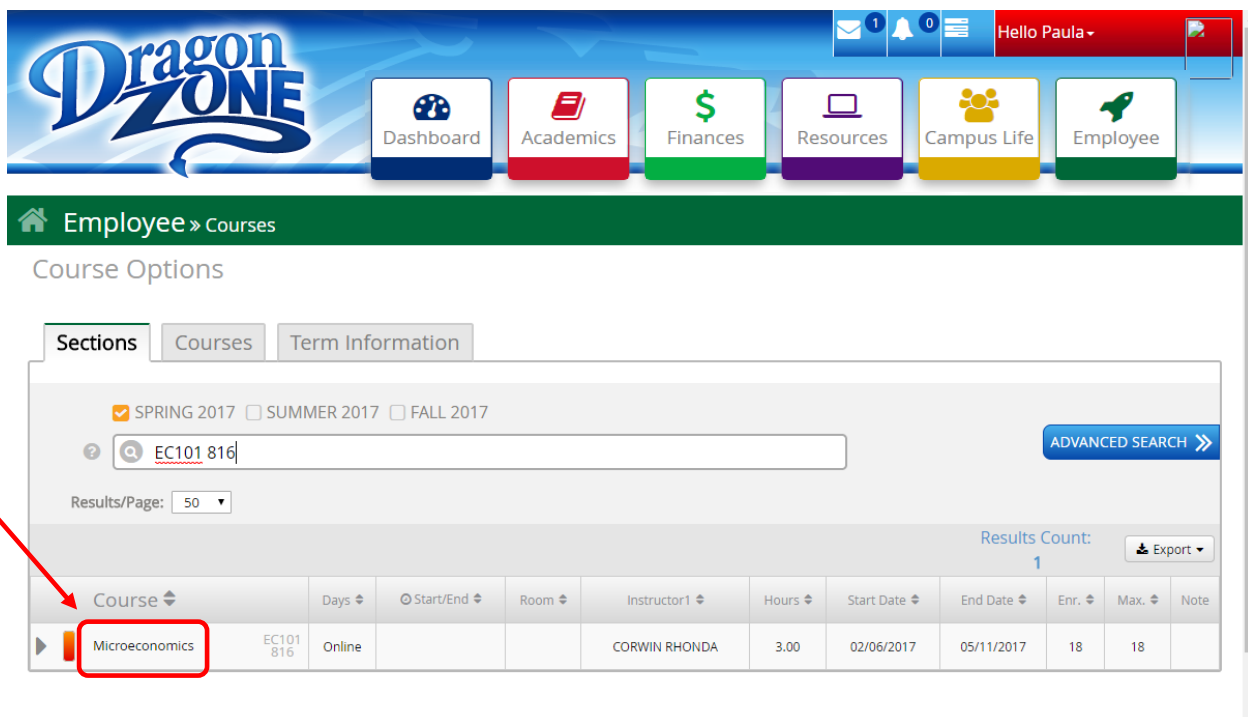 Dragon
ZONE
1
0
Hello Paula
Dashboard
Academics
Finances
Resources
Campus Life
Employee
Employee » Courses
Course Options
Sections
Courses
Term Information
SPRING 2017 SUMMER 2017 FALL 2017
? EC101 816
ADVANCED SEARCH
Results/Page: 50
Results Count:
1
Export
Course Days Start/End Room Instructor1 Hours Start Date End Date Enr. Max. Note
Microeconomics EC101 816 Online CORWIN RHONDA 3.00 02/06/2017 05/11/2017 18 18